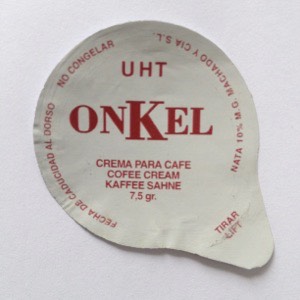 NO CONGELAR
FECHA DE CADUCIDAD AL DORSO
UHT
ONKEL
CREMA PARA CAFE
COFEE CREAM
KAFFEE SAHNE
7,5 gr.
NATA 10% M.G. MACHADO Y CIA S.L.
TIRAR
LIFT